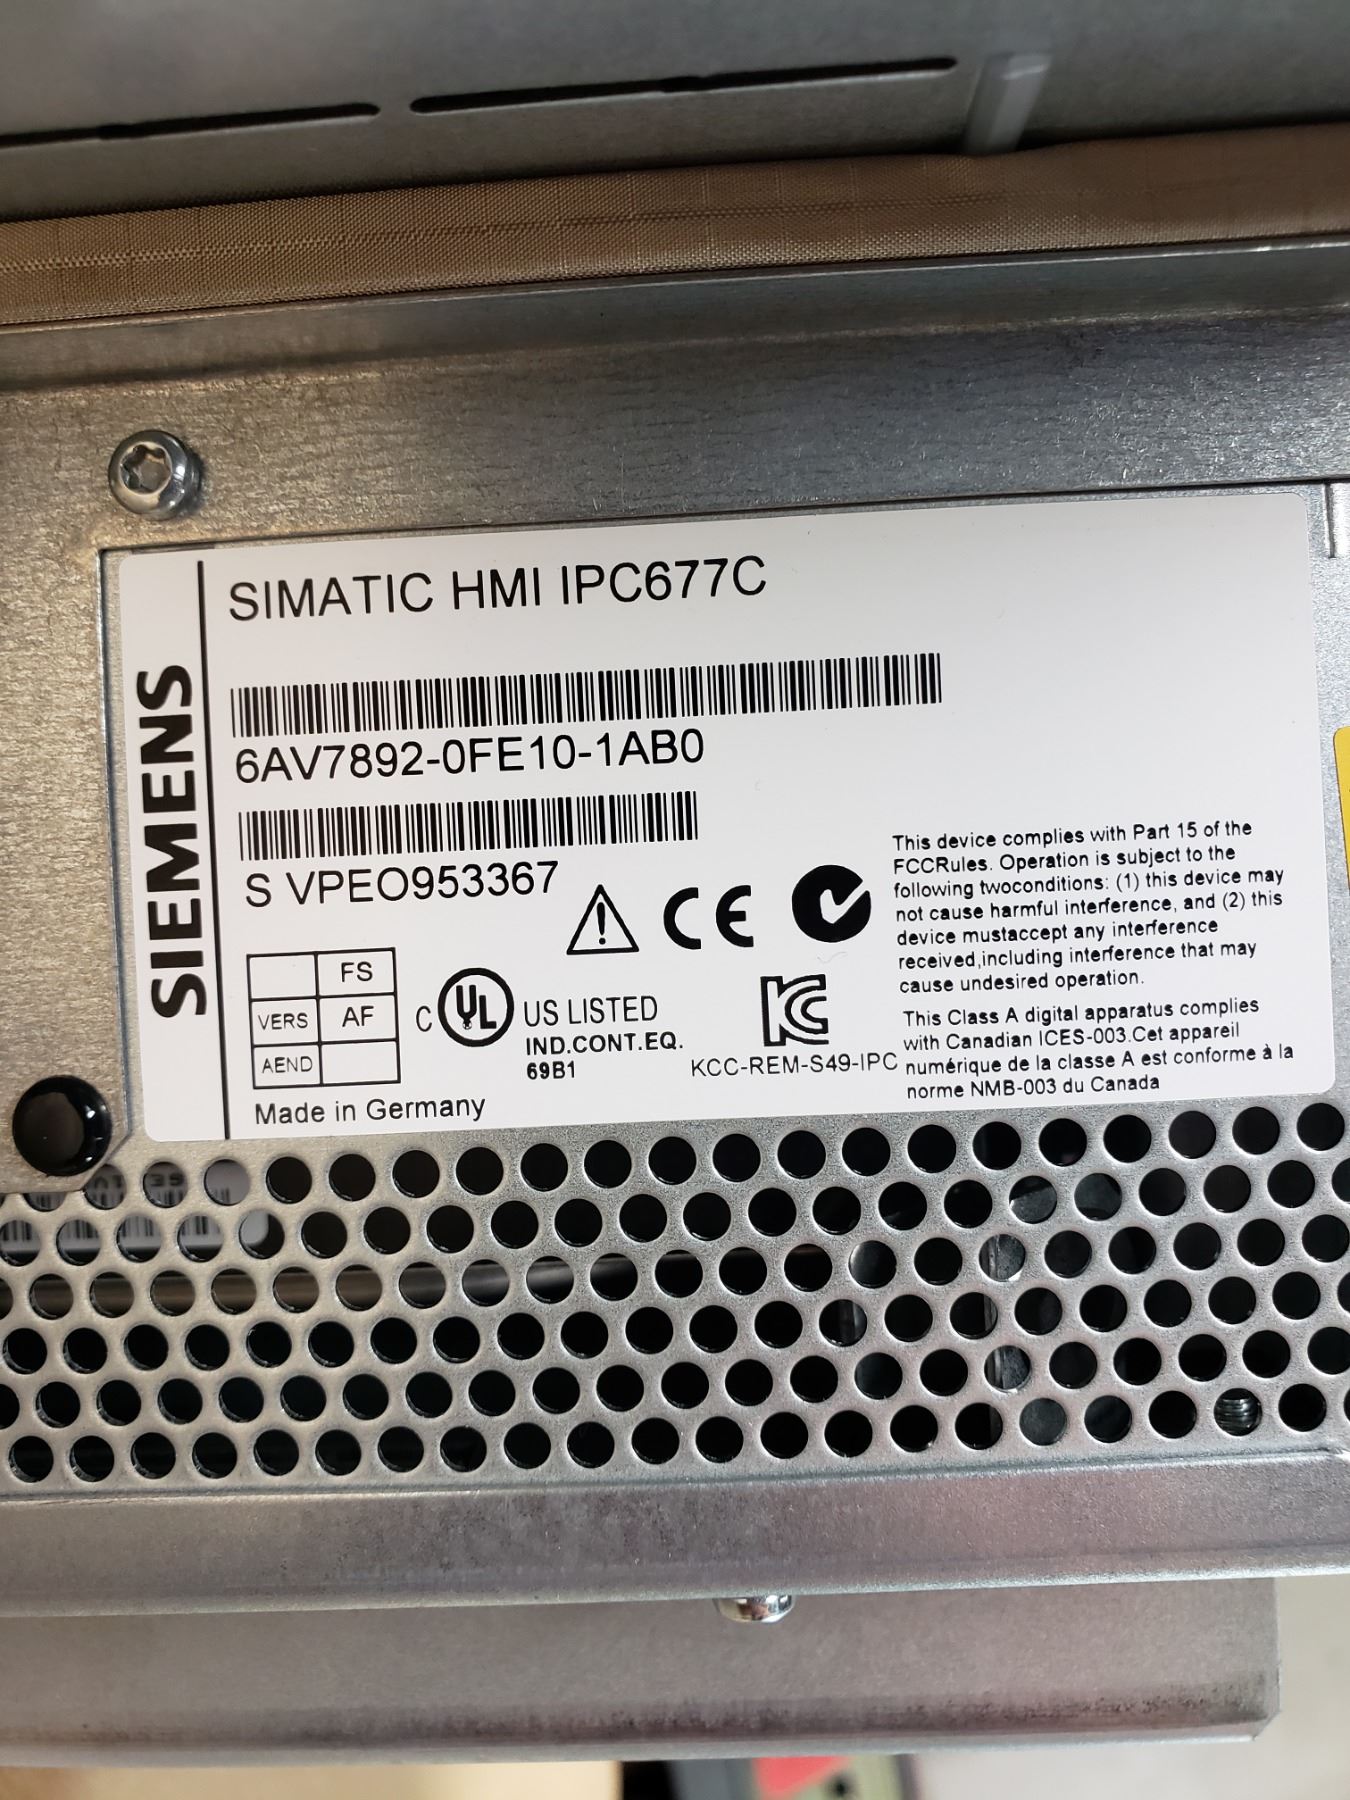 SIEMENS
SIMATIC HMI IPC677C
6AV7892-0FE10-1AB0
S VPEO953367
FS
VERS AF
AEND
Made in Germany
C UL US LISTED
IND.CONT.EQ.
69B1
CE
KCC-REM-S49-IPC
This device complies with Part 15 of the
FCCRules. Operation is subject to the
following twoconditions: (1) this device may
not cause harmful interference, and (2) this
device mustaccept any interference
received,including interference that may
cause undesired operation.
This Class A digital apparatus complies
with Canadian ICES-003.Cet appareil
numérique de la classe A est conforme à la
norme NMB-003 du Canada